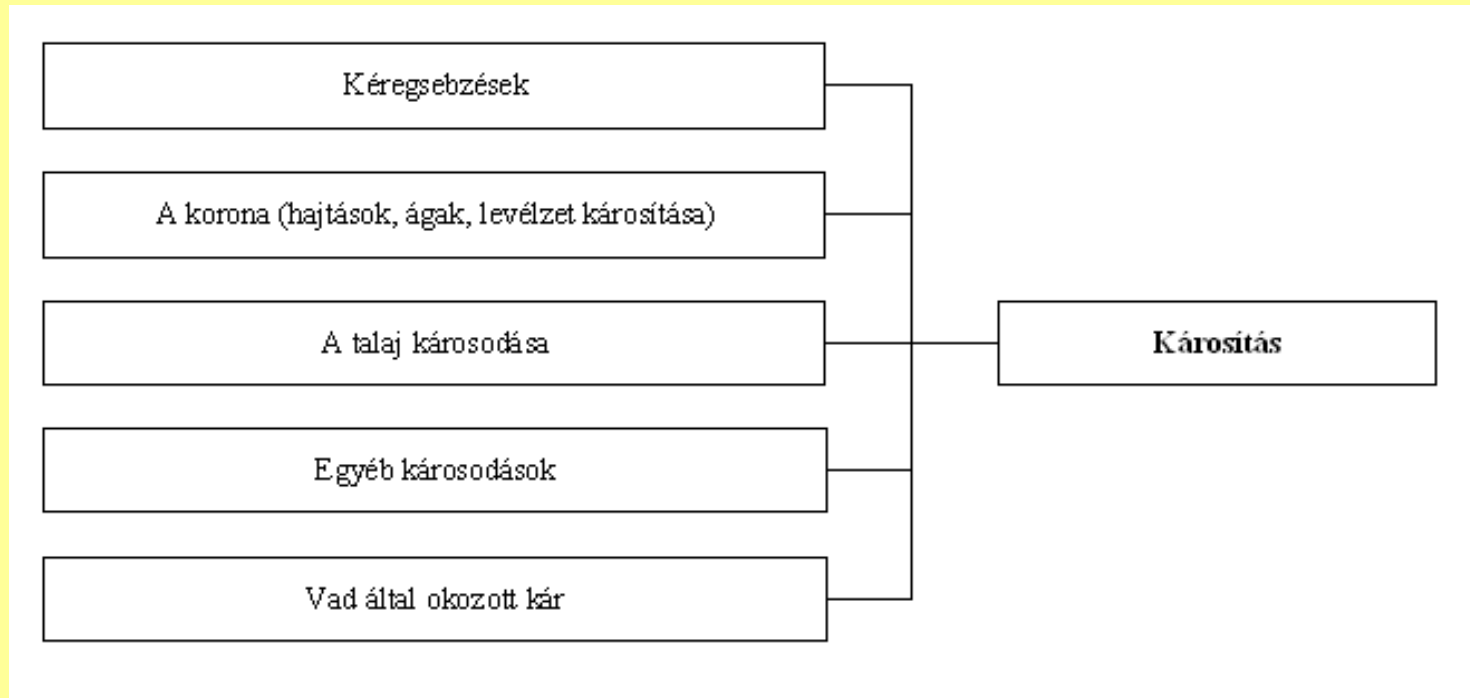 Kéregsebzések
A korona (hajtások, ágak, levélzet károsítása)
A talaj károsodása
Károsítás
Egyéb károsodások
Vad által okozott kár